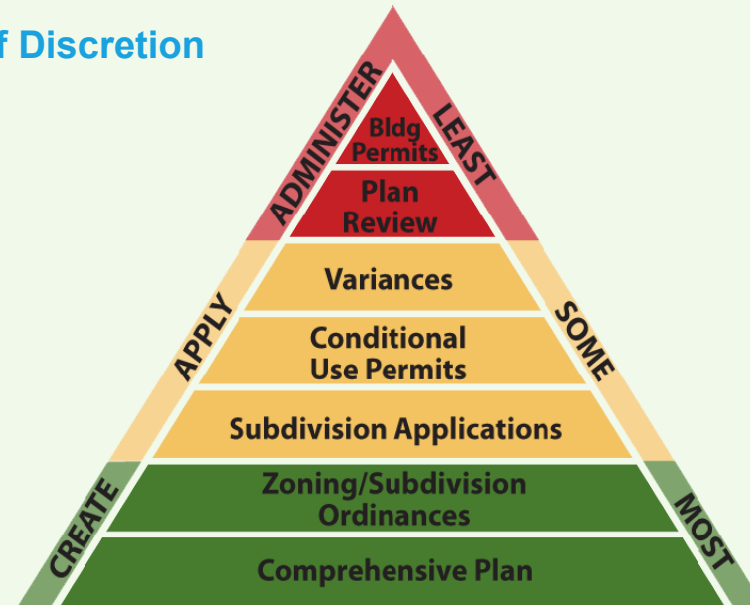 f Discretion
ADMINISTER
LEAST
Bldg
Permits
Plan
Review
APPLY
SOME
Variances
Conditional
Use Permits
Subdivision Applications
CREATE
MOST
Zoning/Subdivision
Ordinances
Comprehensive Plan